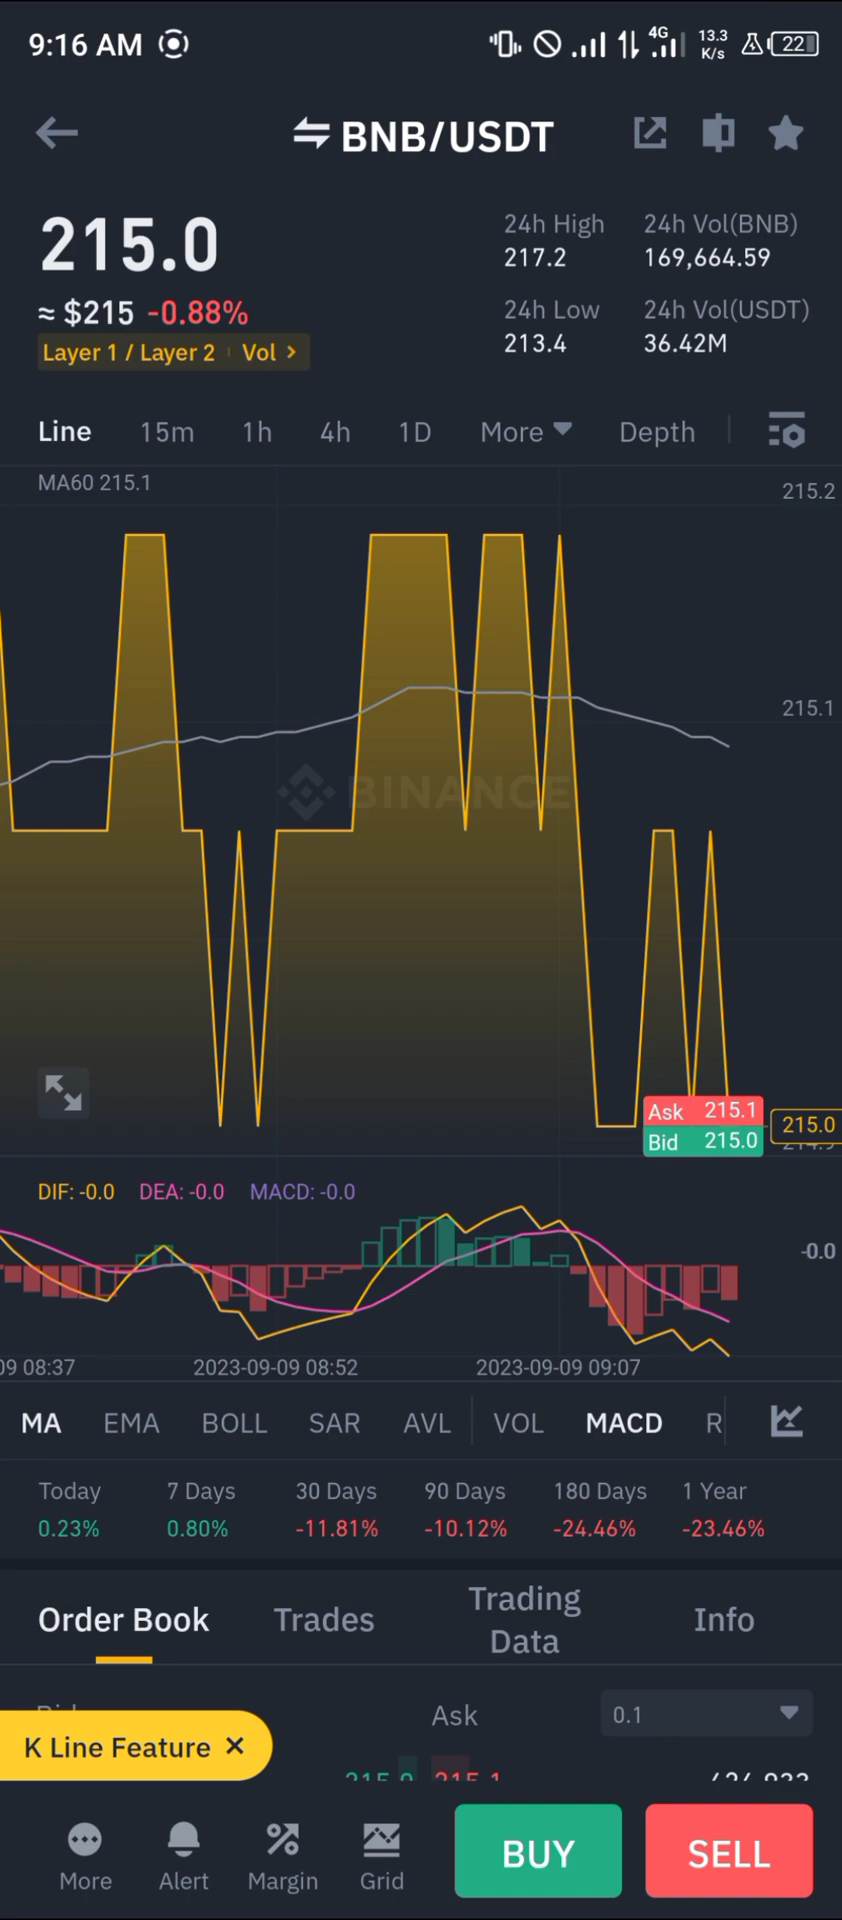 9:16 AM
4G
13.3
K/s
22
BNB/USDT
215.0
≈ $215 -0.88%
Layer 1 / Layer 2 Vol >
24h High
217.2
24h Vol(BNB)
169,664.59
24h Low
213.4
24h Vol(USDT)
36.42M
Line 15m 1h 4h 1D More Depth
MA60 215.1
215.2
215.1
BINANCE
Ask 215.1
Bid 215.0
215.0
DIF: -0.0 DEA: -0.0 MACD: -0.0
-0.0
09 08:37 2023-09-09 08:52 2023-09-09 09:07
MA EMA BOLL SAR AVL VOL MACD R
Today 7 Days 30 Days 90 Days 180 Days 1 Year
0.23% 0.80% -11.81% -10.12% -24.46% -23.46%
Order Book Trades Trading Data Info
Ask 0.1
K Line Feature ×
215.0 215.1
More Alert Margin Grid BUY SELL